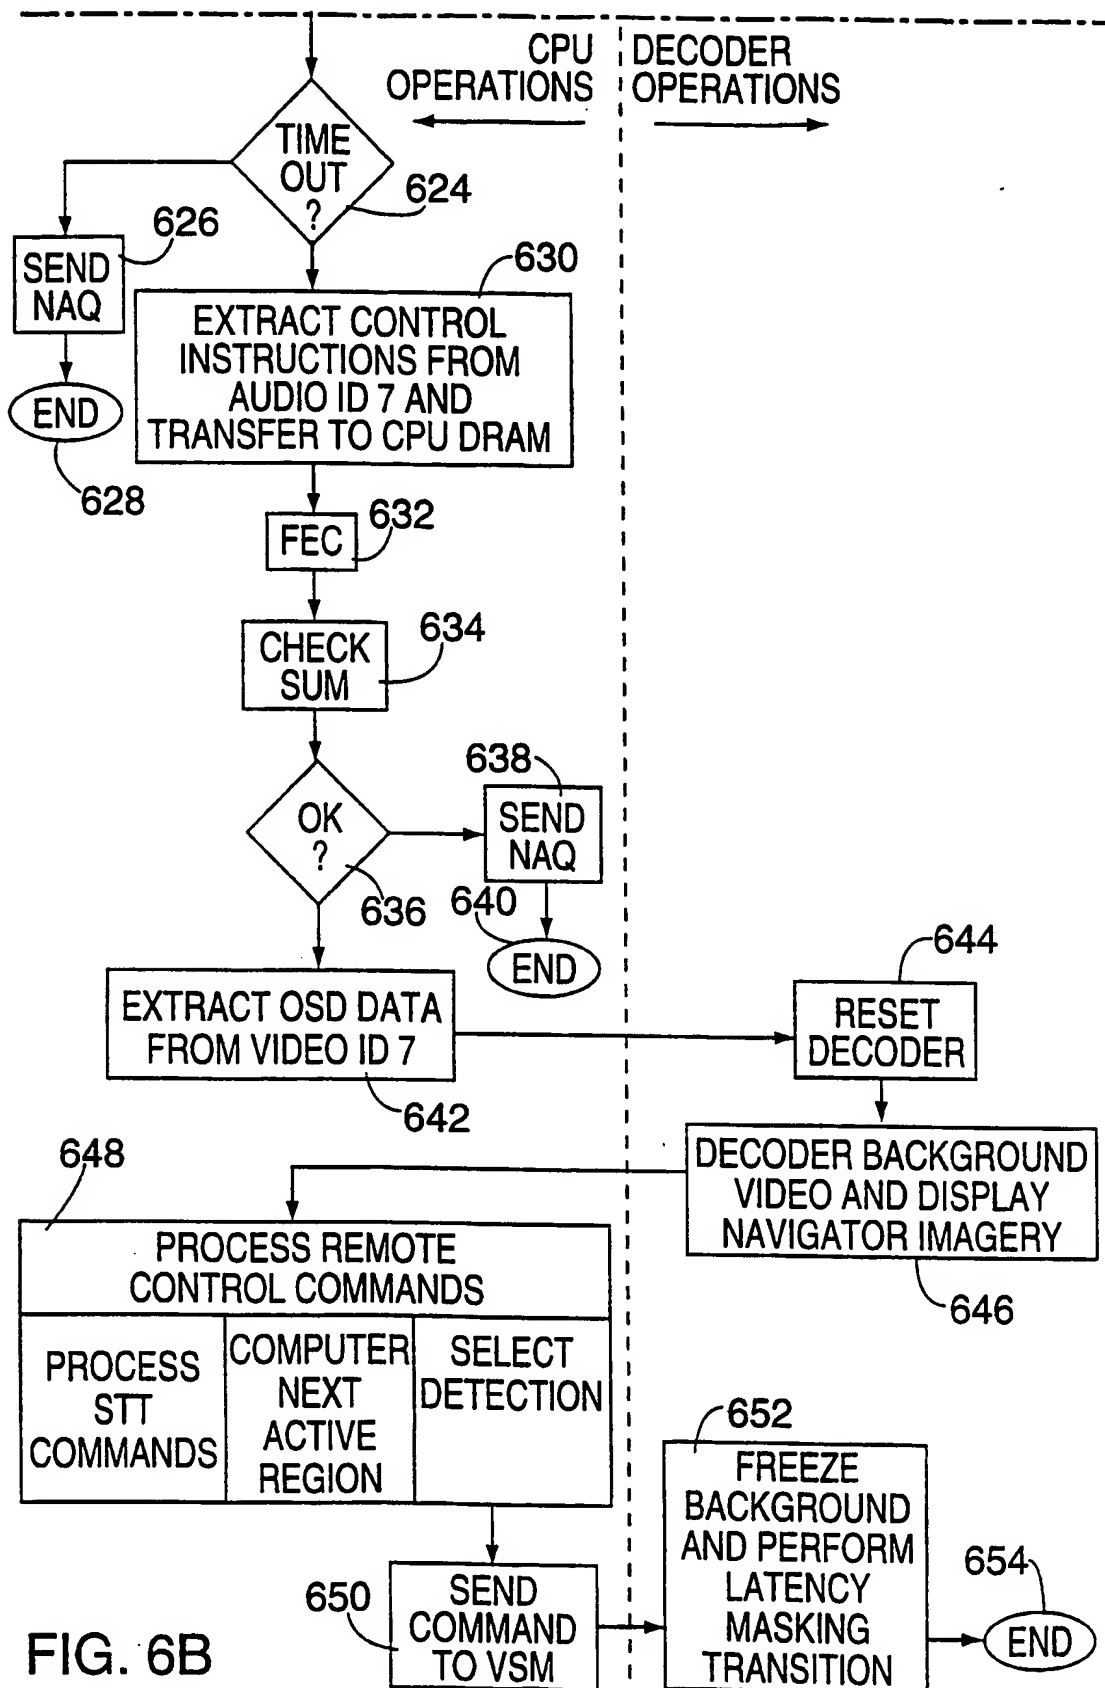 CPU
OPERATIONS
DECODER
OPERATIONS
TIME
OUT
?
624
626
SEND
NAQ
END
628
630
EXTRACT CONTROL
INSTRUCTIONS FROM
AUDIO ID 7 AND
TRANSFER TO CPU DRAM
632
FEC
634
CHECK
SUM
OK
?
636
638
SEND
NAQ
640
END
EXTRACT OSD DATA
FROM VIDEO ID 7
642
644
RESET
DECODER
DECODER BACKGROUND
VIDEO AND DISPLAY
NAVIGATOR IMAGERY
646
648
PROCESS REMOTE
CONTROL COMMANDS
PROCESS
STT
COMMANDS
COMPUTER
NEXT
ACTIVE
REGION
SELECT
DETECTION
650
SEND
COMMAND
TO VSM
652
FREEZE
BACKGROUND
AND PERFORM
LATENCY
MASKING
TRANSITION
654
END
FIG. 6B